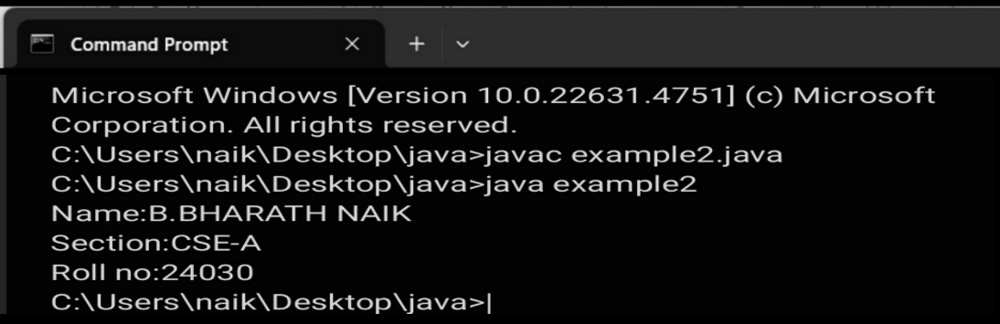 Command Prompt
Microsoft Windows [Version 10.0.22631.4751] (c) Microsoft
Corporation. All rights reserved.
C:\Users\naik\Desktop\java>javac example2.java
C:\Users\naik\Desktop\java>java example2
Name:B.BHARATH NAIK
Section:CSE-A
Roll no:24030
C:\Users\naik\Desktop\java>|